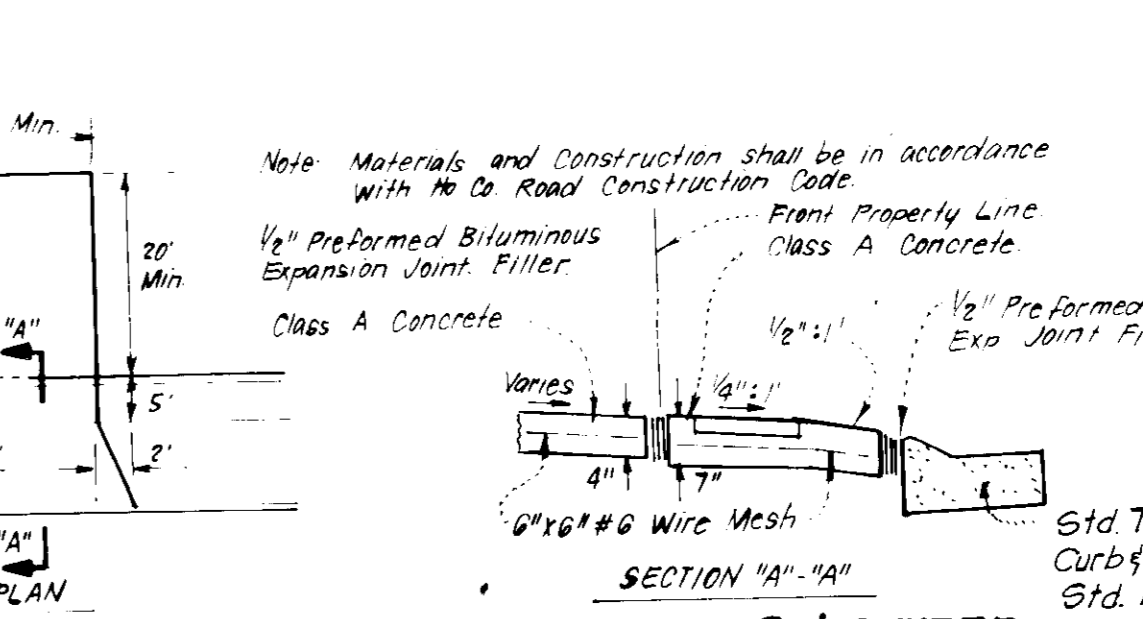 Min.
Note: Materials and Construction shall be in accordance
with Ho Co. Road Construction Code.
1/2" Preformed Bituminous
Expansion Joint. Filler.
Class A Concrete
Front Property Line.
Class A Concrete.
1/2":1'
1/2" Preformed
Exp Joint
20'
Min.
"A"
5'
2'
Varies
1/4":1'
4"
7"
6"x6" #6 Wire Mesh
"A"
PLAN
SECTION "A"-"A"
Std.
Curb &
Std.